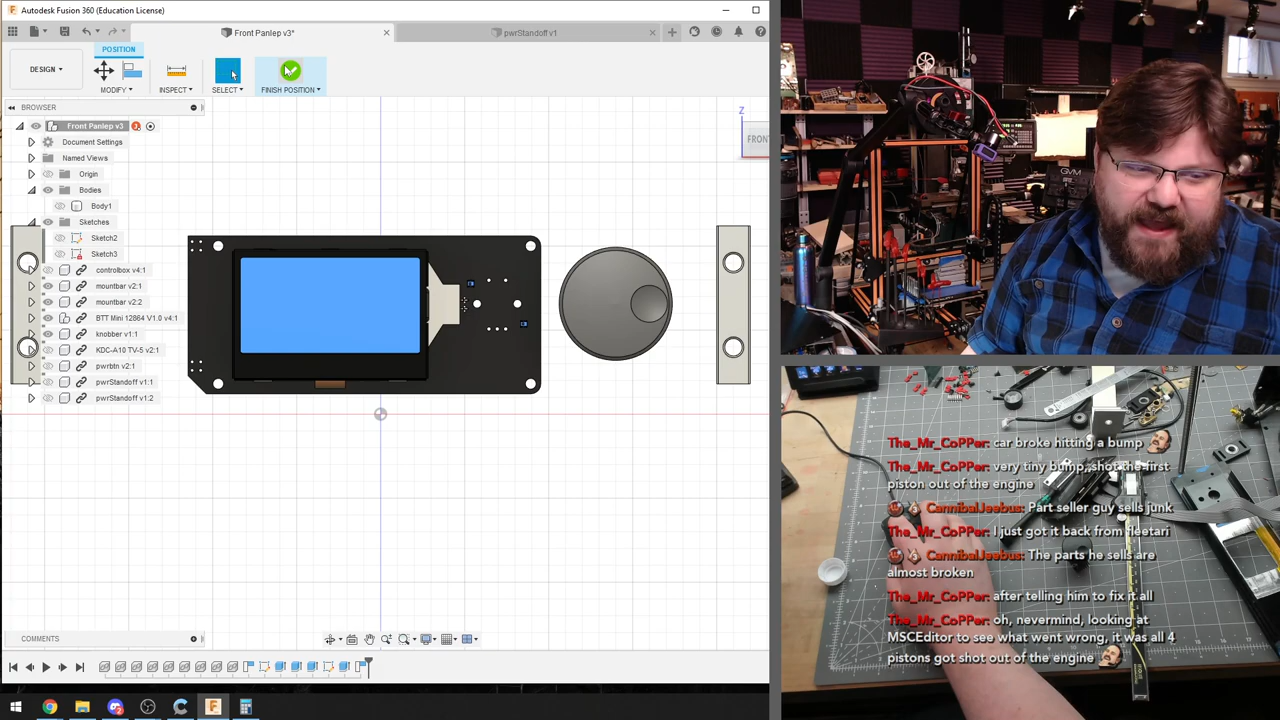 Autodesk Fusion 360 (Education License)
Front Panlep v3*
pwrStandoff v1
POSITION
DESIGN
MODIFY
INSPECT
SELECT
FINISH POSITION
BROWSER
Front Panlep v3
Document Settings
Named Views
Origin
Bodies
Body1
Sketches
Sketch2
Sketch3
controlbox v4:1
mountbar v2:1
mountbar v2:2
BTT Mini 12864 V1.0 v4:1
knobber v1:1
KDC-A10 TV-5 v2:1
pwrbtn v2:1
pwrStandoff v1:1
pwrStandoff v1:2
Z
FRONT
COMMENTS
GVM
The_Mr_CoPPer: car broke hitting a bump
The_Mr_CoPPer: very tiny bump, shot the first
piston out of the engine
CannibalJeebus: Part seller guy sells junk
The_Mr_CoPPer: I just got it back from fleetari
CannibalJeebus: The parts he sells are
almost broken
The_Mr_CoPPer: after telling him to fix it all
The_Mr_CoPPer: oh, nevermind, looking at
MSCEditor to see what went wrong, it was all 4
pistons got shot out of the engine